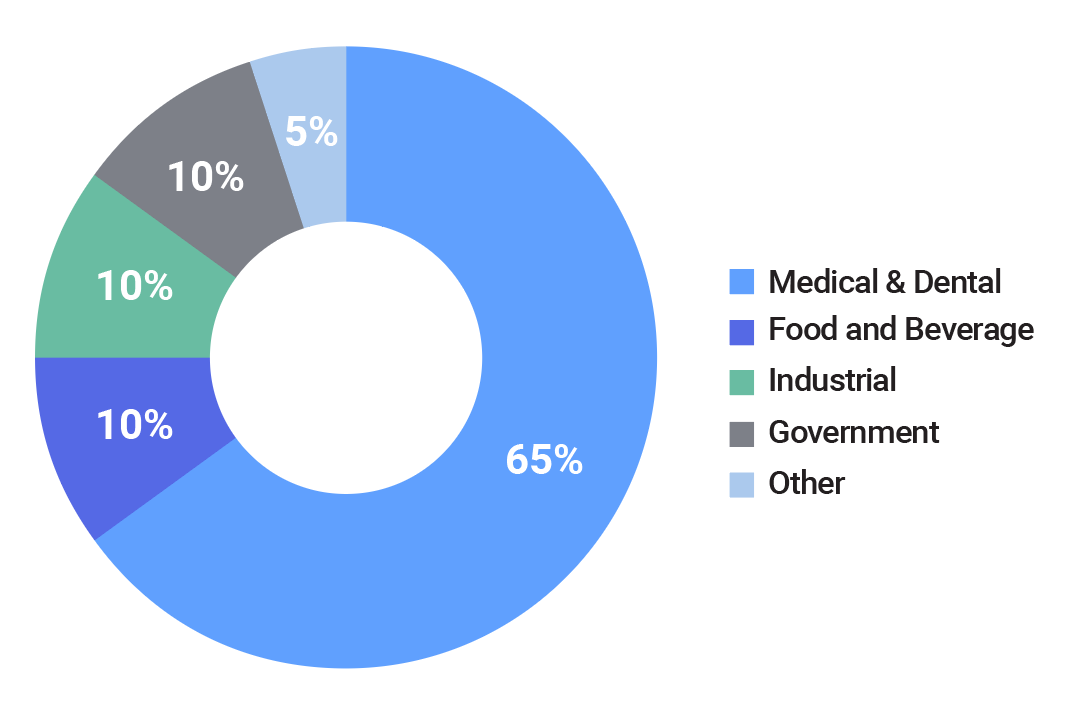 5%
10%
10%
10%
65%
Medical & Dental
Food and Beverage
Industrial
Government
Other